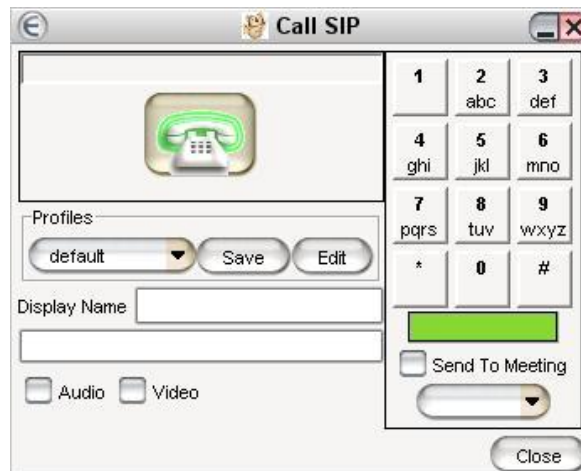 Call SIP
1
2
abc
3
def
4
ghi
5
jkl
6
mno
7
pqrs
8
tuv
9
wxyz
*
0
#
Profiles
default
Save
Edit
Display Name
Audio
Video
Send To Meeting
Close